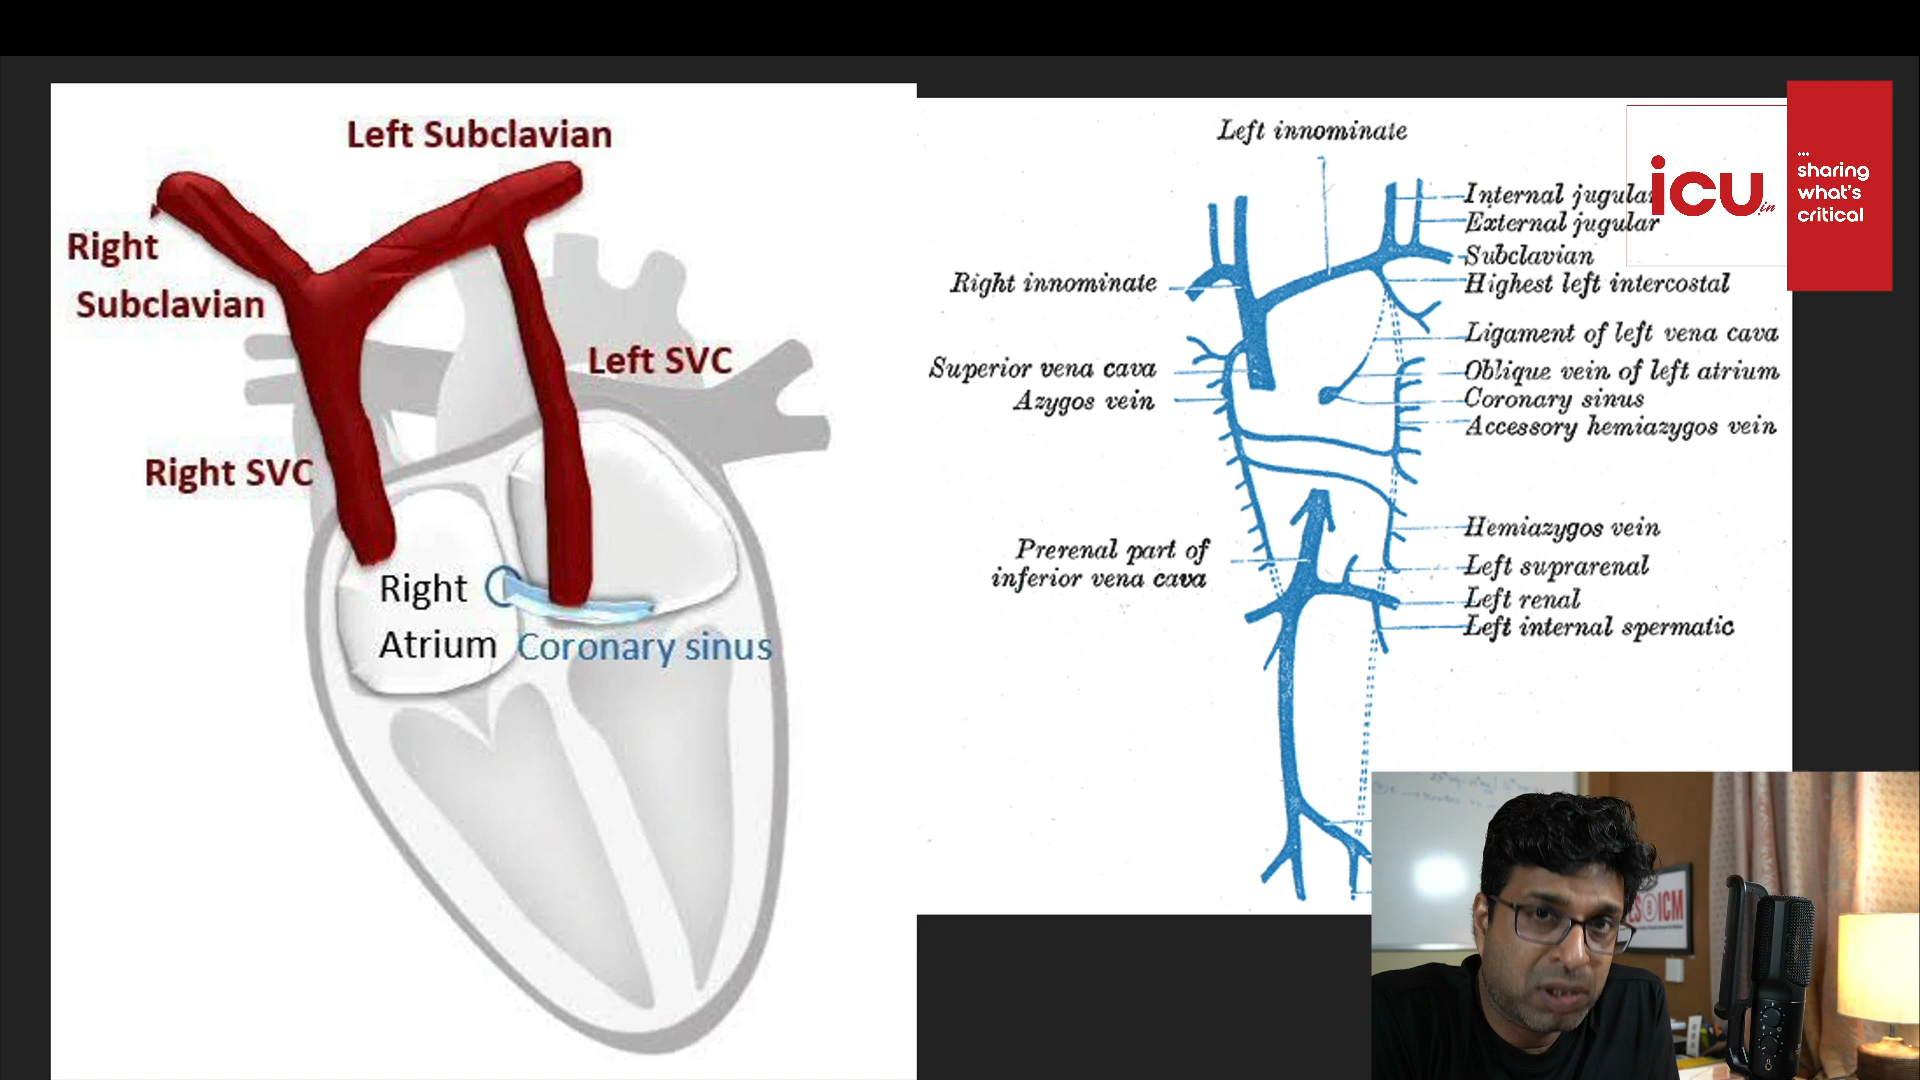 Left Subclavian
Right
Subclavian
Left SVC
Right SVC
Right
Atrium
Coronary sinus
Left innominate
Internal jugular
External jugular
Subclavian
Highest left intercostal
Right innominate
Ligament of left vena cava
Superior vena cava
Oblique vein of left atrium
Azygos vein
Coronary sinus
Accessory hemiazygos vein
Hemiazygos vein
Prerenal part of
inferior vena cava
Left suprarenal
Left renal
Left internal spermatic
icu.in
...
sharing
what's
critical
ICM